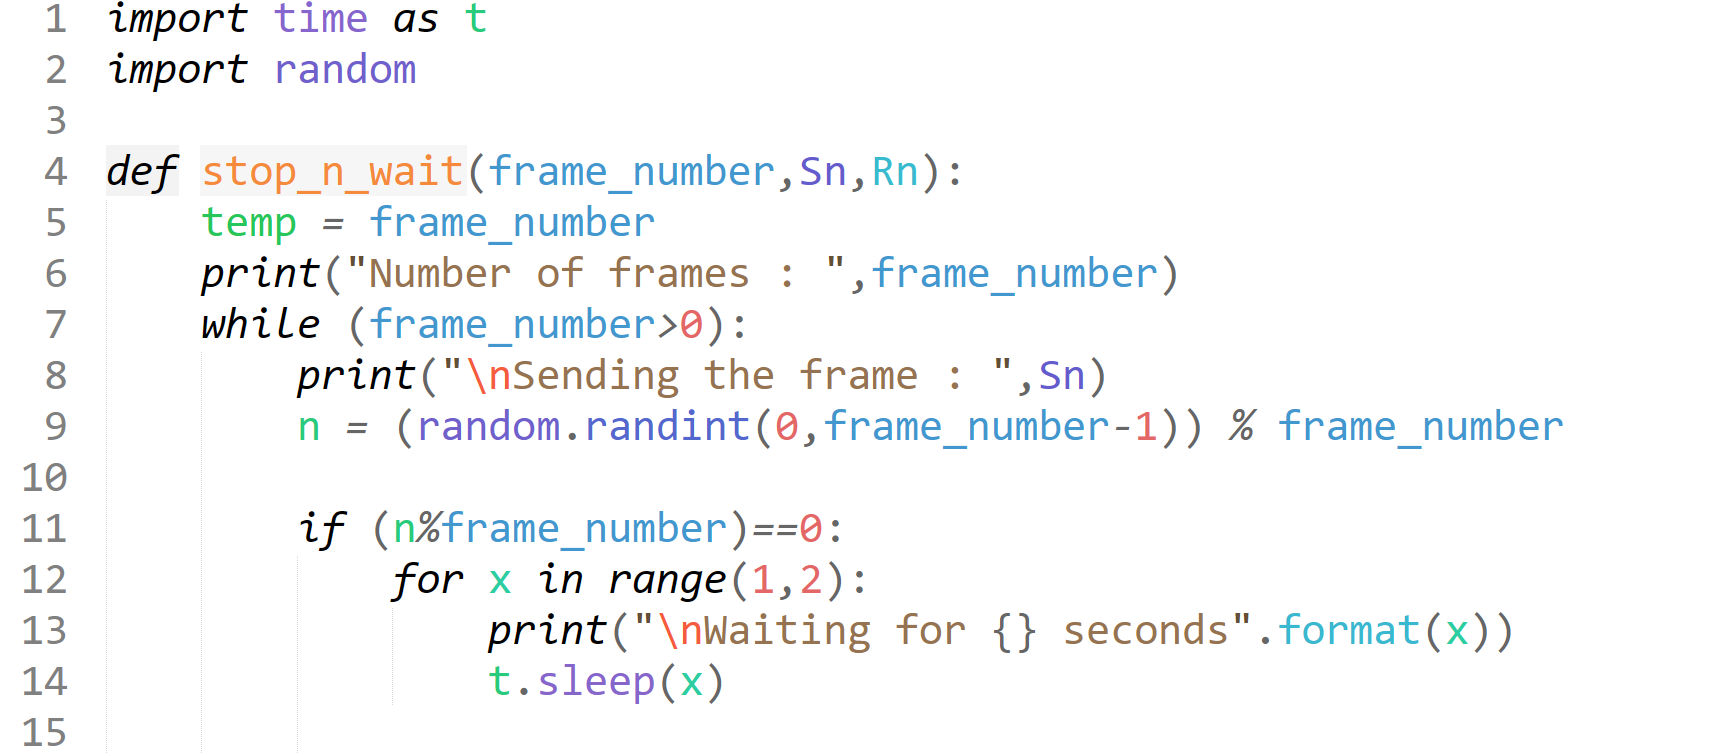 1 import time as t
2 import random
3
4 def stop_n_wait(frame_number,Sn,Rn):
5     temp = frame_number
6     print("Number of frames : ",frame_number)
7     while (frame_number>0):
8         print("\nSending the frame : ",Sn)
9         n = (random.randint(0,frame_number-1)) % frame_number
10
11         if (n%frame_number)==0:
12             for x in range(1,2):
13                 print("\nWaiting for {} seconds".format(x))
14                 t.sleep(x)
15